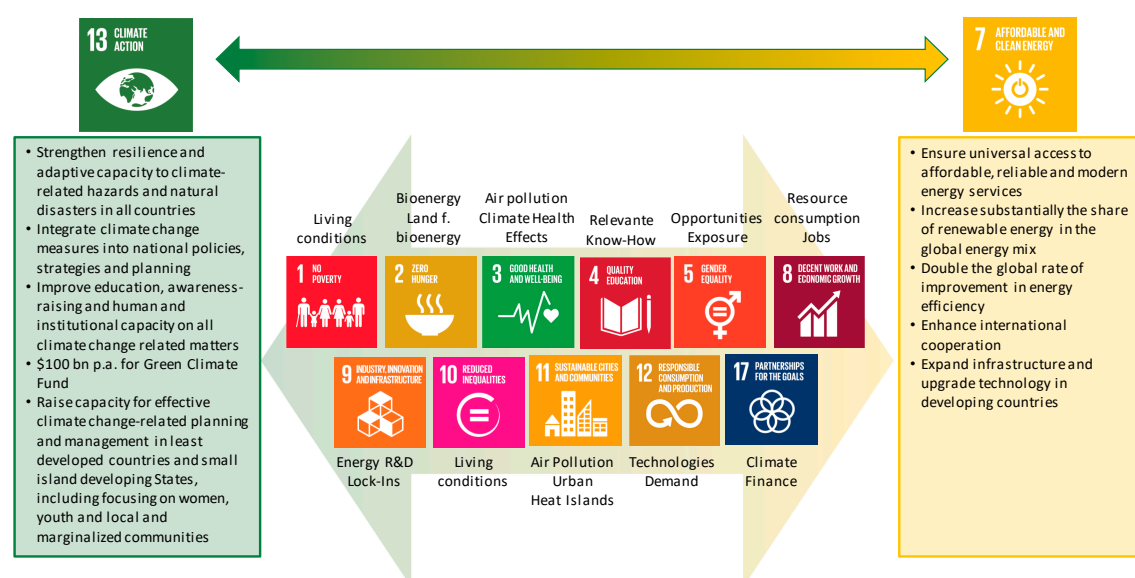 13 CLIMATE
ACTION
7 AFFORDABLE AND
CLEAN ENERGY
• Strengthen resilience and
adaptive capacity to climate-
related hazards and natural
disasters in all countries
• Integrate climate change
measures into national policies,
strategies and planning
• Improve education, awareness-
raising and human and
institutional capacity on all
climate change related matters
• $100 bn p.a. for Green Climate
Fund
• Raise capacity for effective
climate change-related planning
and management in least
developed countries and small
island developing States,
including focusing on women,
youth and local and
marginalized communities
Living
conditions
Bioenergy
Land f.
bioenergy
Air pollution
Climate Health
Effects
Relevante
Know-How
Opportunities
Exposure
Resource
consumption
Jobs
1 NO
POVERTY
2 ZERO
HUNGER
3 GOOD HEALTH
AND WELL-BEING
4 QUALITY
EDUCATION
5 GENDER
EQUALITY
8 DECENT WORK AND
ECONOMIC GROWTH
9 INDUSTRY, INNOVATION
AND INFRASTRUCTURE
10 REDUCED
INEQUALITIES
11 SUSTAINABLE CITIES
AND COMMUNITIES
12 RESPONSIBLE
CONSUMPTION
AND PRODUCTION
17 PARTNERSHIPS
FOR THE GOALS
Energy R&D
Lock-Ins
Living
conditions
Air Pollution
Urban
Heat Islands
Technologies
Demand
Climate
Finance
• Ensure universal access to
affordable, reliable and modern
energy services
• Increase substantially the share
of renewable energy in the
global energy mix
• Double the global rate of
improvement in energy
efficiency
• Enhance international
cooperation
• Expand infrastructure and
upgrade technology in
developing countries